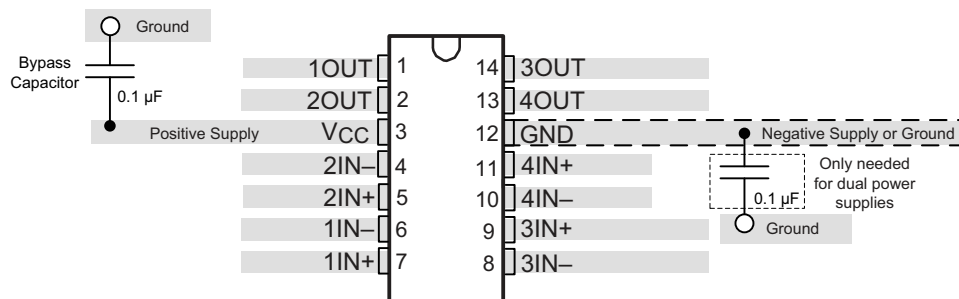 Ground
Bypass
Capacitor
0.1 µF
Positive Supply
1OUT 1
2OUT 2
VCC 3
2IN– 4
2IN+ 5
1IN– 6
1IN+ 7
14 3OUT
13 4OUT
12 GND
11 4IN+
10 4IN–
9 3IN+
8 3IN–
Negative Supply or Ground
Only needed
for dual power
supplies
0.1 µF
Ground